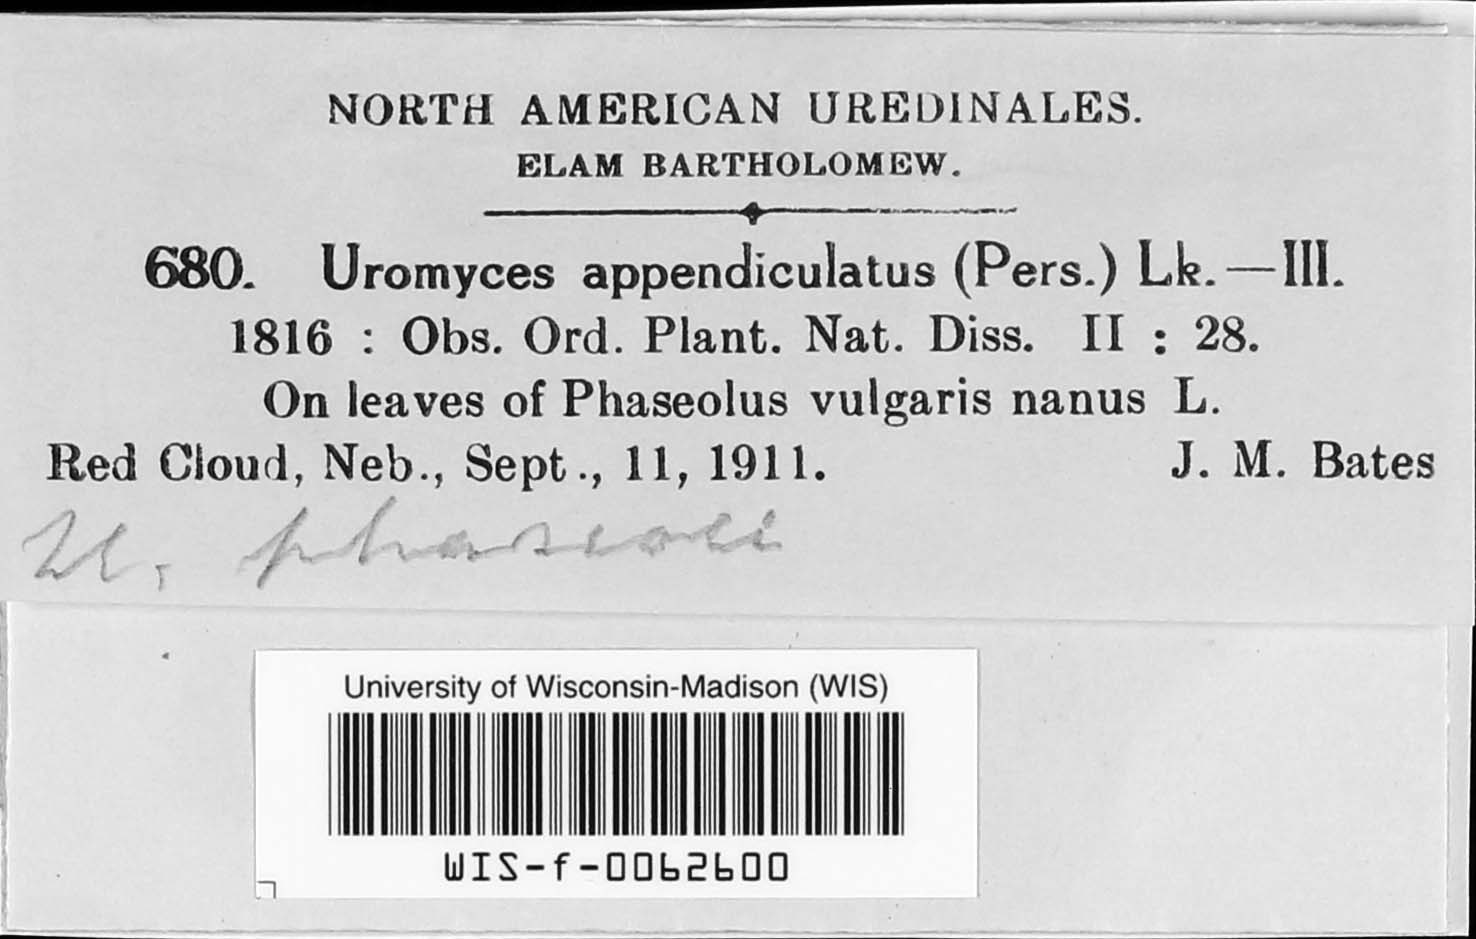 NORTH AMERICAN UREDINALES.
ELAM BARTHOLOMEW.
680. Uromyces appendiculatus (Pers.) Lk. — III.
1816 : Obs. Ord. Plant. Nat. Diss. II : 28.
On leaves of Phaseolus vulgaris nanus L.
Red Cloud, Neb., Sept., 11, 1911. J. M. Bates
U. phaseoli
University of Wisconsin-Madison (WIS)
WIS-f-0062600